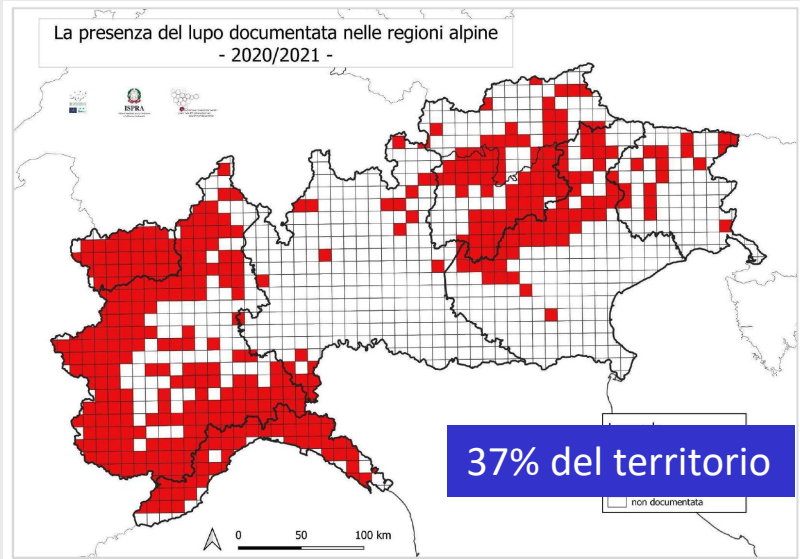 La presenza del lupo documentata nelle regioni alpine
- 2020/2021 -
ISPRA
37% del territorio
non documentata
0 50 100 km